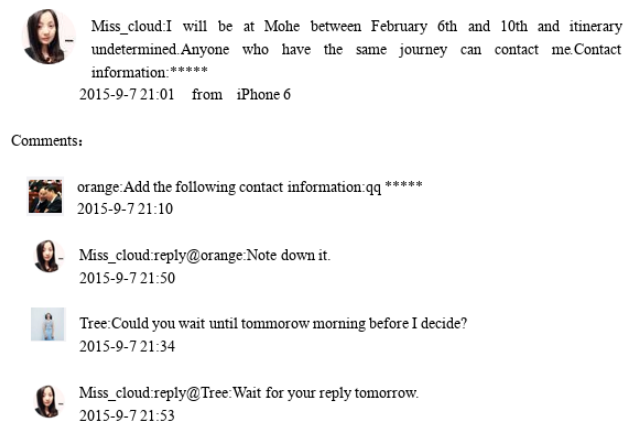 Miss_cloud:I will be at Mohe between February 6th and 10th and itinerary
undetermined.Anyone who have the same journey can contact me.Contact
information:*****
2015-9-7 21:01 from iPhone 6
Comments：
orange:Add the following contact information:qq *****
2015-9-7 21:10
Miss_cloud:reply@orange:Note down it.
2015-9-7 21:50
Tree:Could you wait until tommorow morning before I decide?
2015-9-7 21:34
Miss_cloud:reply@Tree:Wait for your reply tomorrow.
2015-9-7 21:53